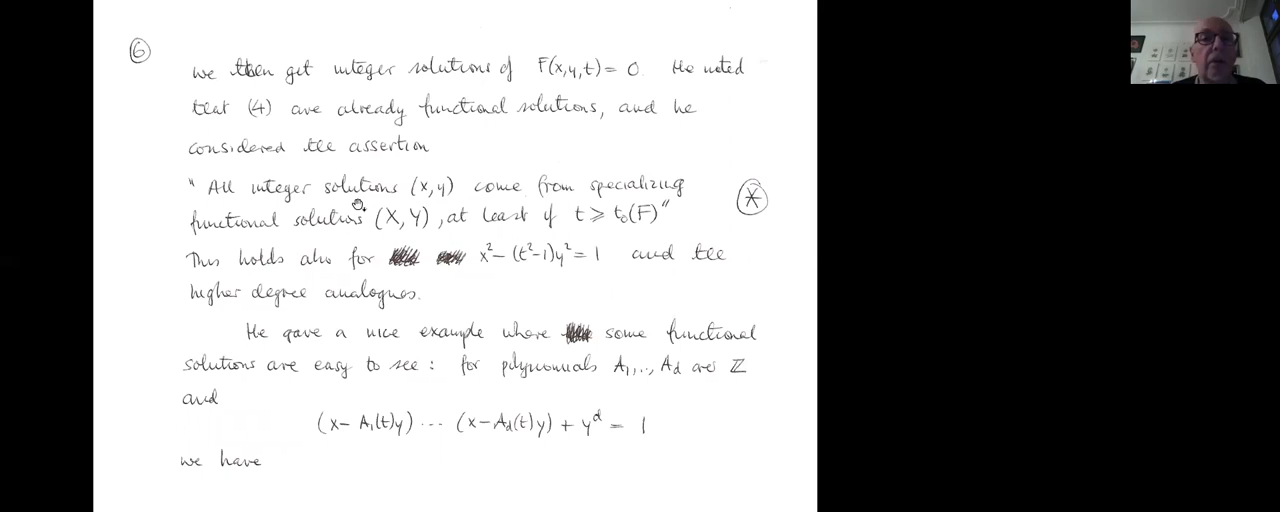 ⑥
we then get integer solutions of F(x,y,t) = 0. He noted
that (4) are already functional solutions, and he
considered the assertion
"All integer solutions (x,y) come from specializing
functional solutions (X,Y), at least if t ≥ t₀(F)" (*)
This holds also for x² - (t²-1)y² = 1 and the
higher degree analogues.
He gave a nice example where some functional
solutions are easy to see : for polynomials A₁,..., A_d over ℤ
and
(x - A₁(t)y) ... (x - A_d(t)y) + y^d = 1
we have